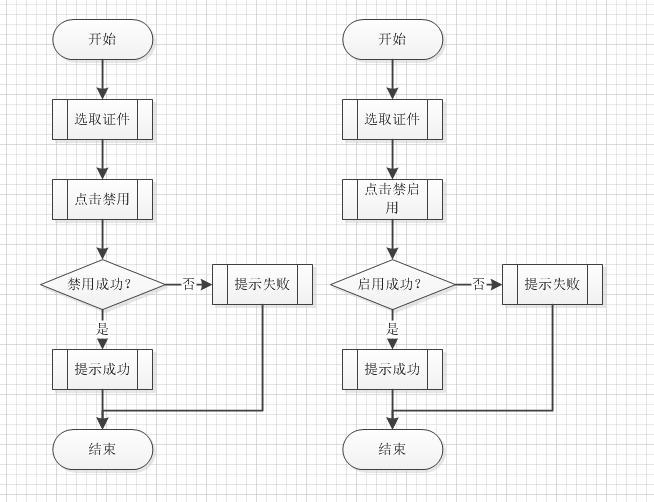 开始
选取证件
点击禁用
禁用成功？
否
提示失败
是
提示成功
结束
开始
选取证件
点击禁启
用
启用成功？
否
提示失败
是
提示成功
结束